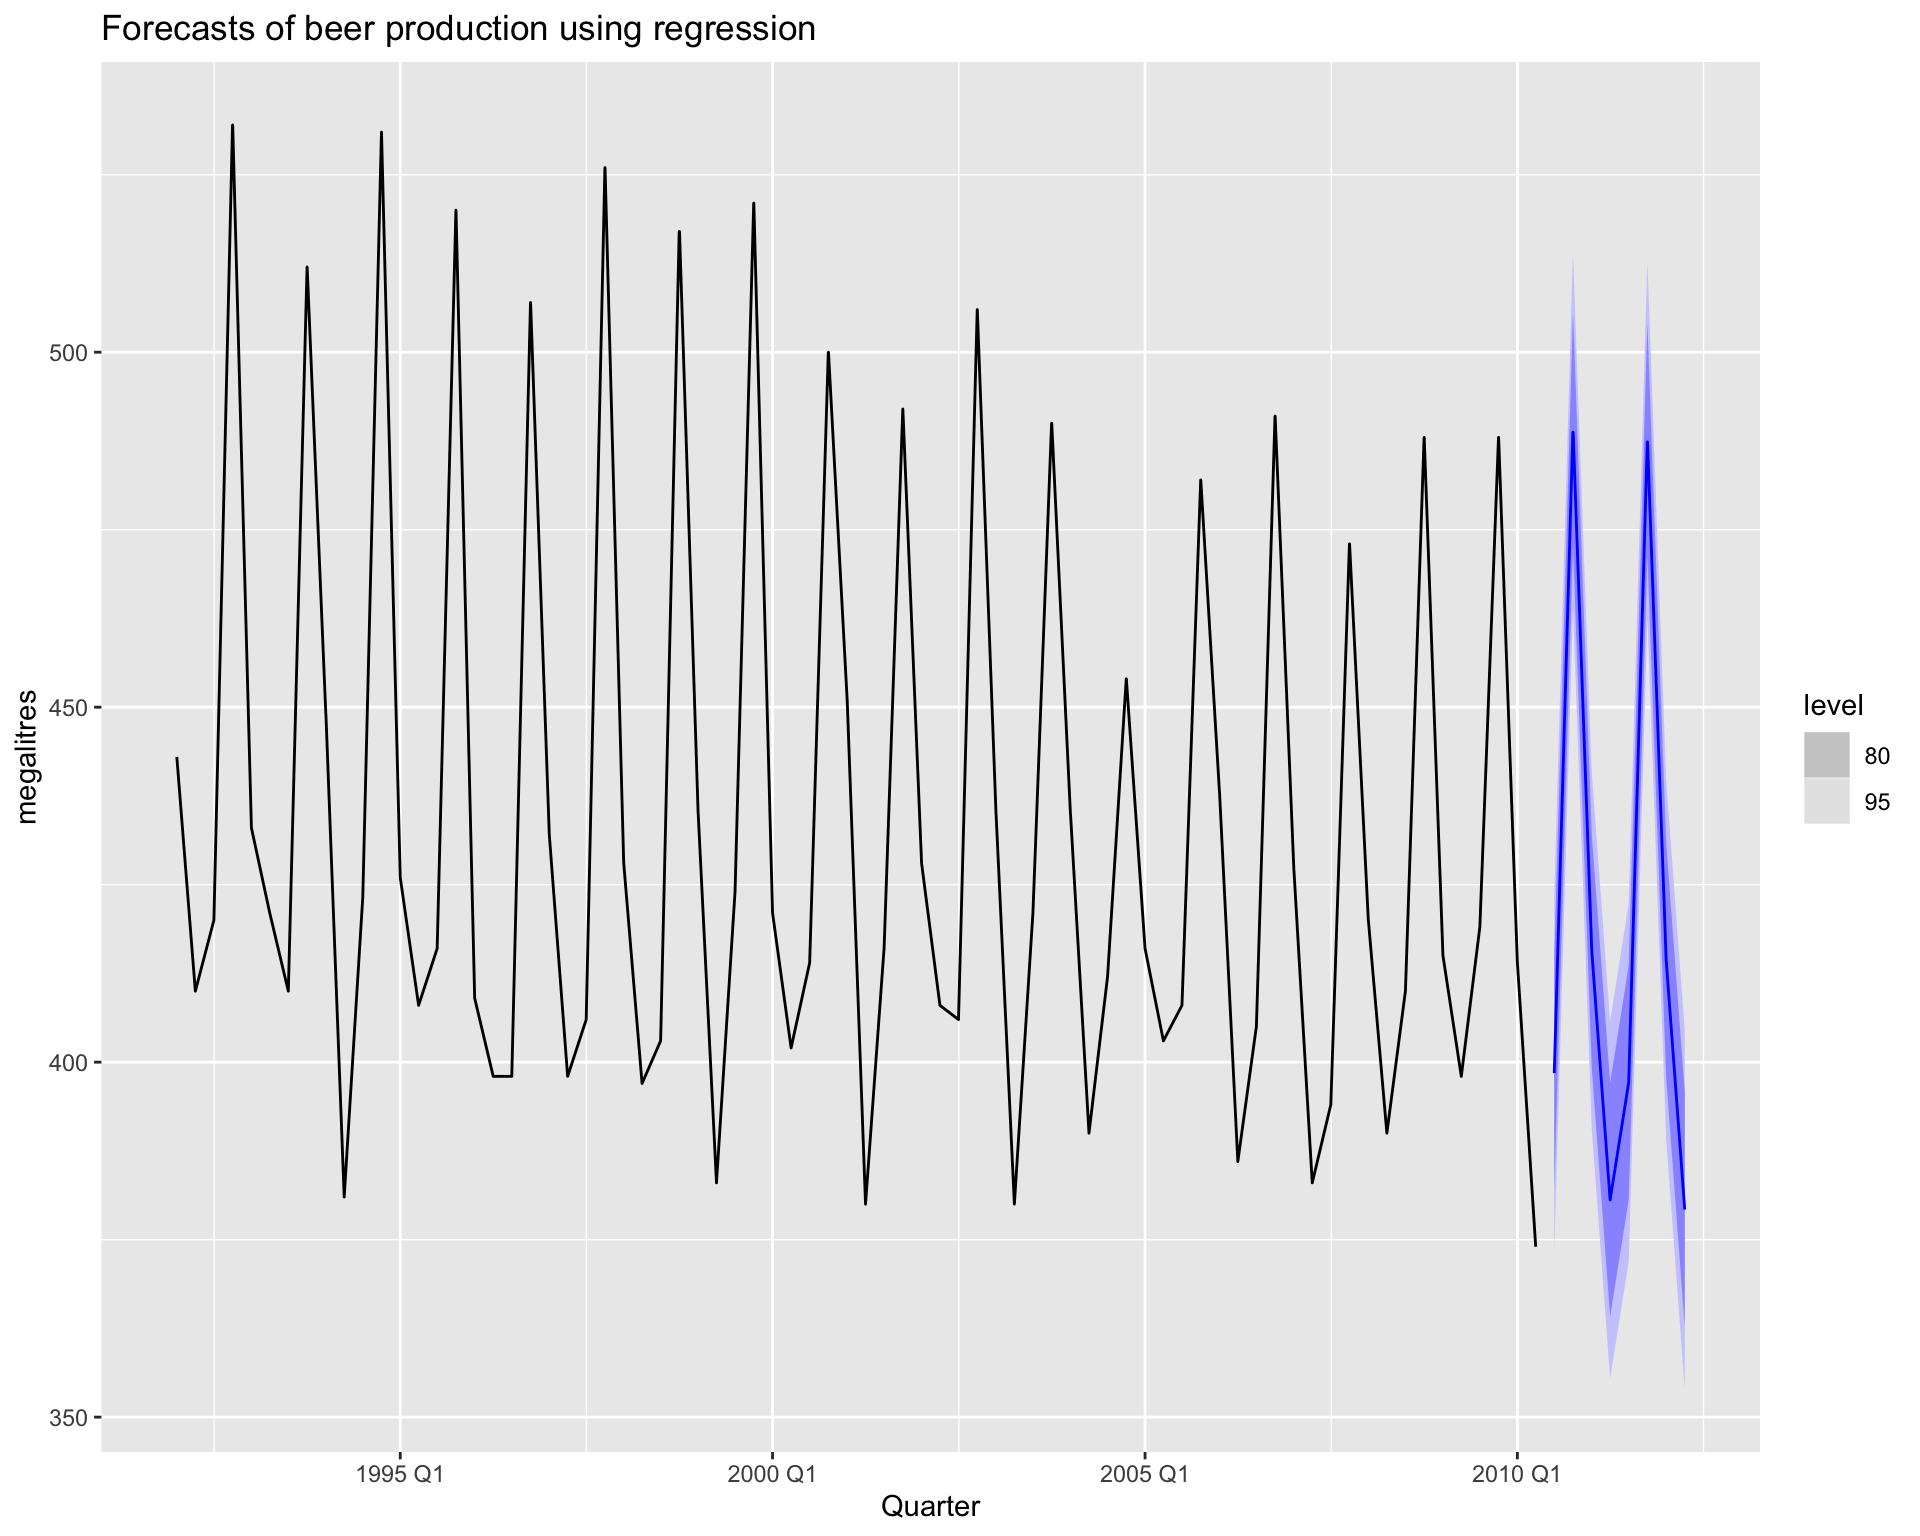 Forecasts of beer production using regression
500
450
400
350
megalitres
1995 Q1
2000 Q1
2005 Q1
2010 Q1
Quarter
level
80
95